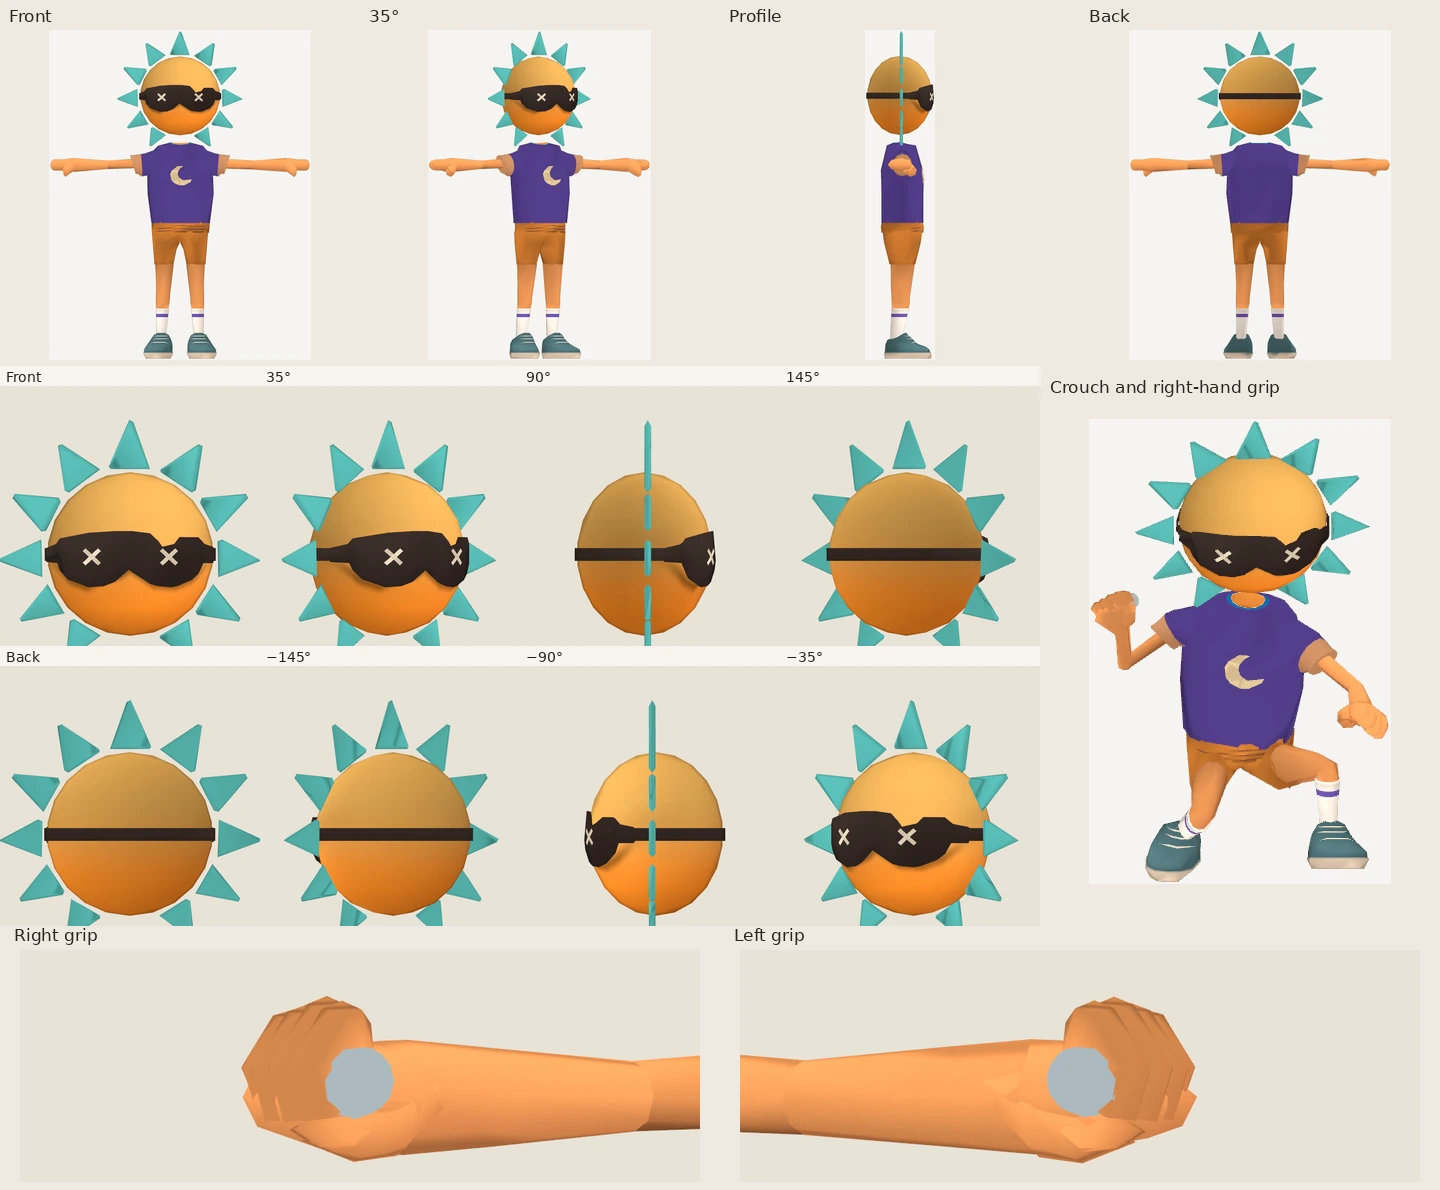 Front
35°
Profile
Back
Front
35°
90°
145°
Crouch and right-hand grip
Back
−145°
−90°
−35°
Right grip
Left grip